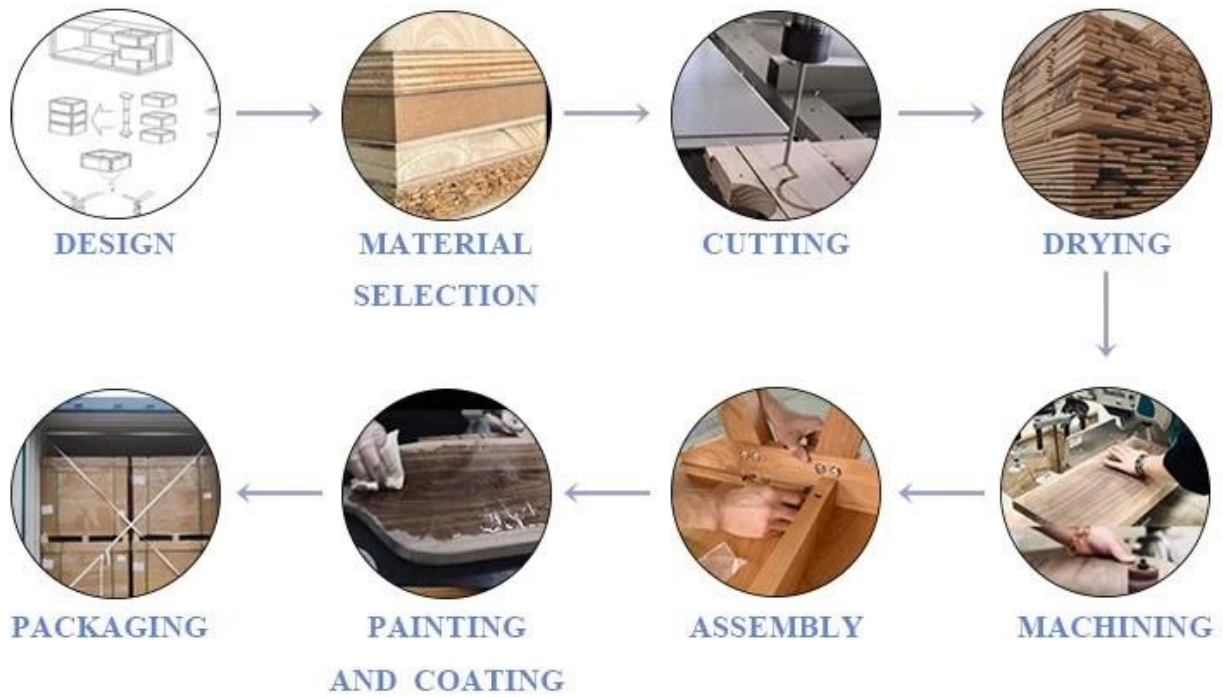 DESIGN
MATERIAL
SELECTION
CUTTING
DRYING
PACKAGING
PAINTING
AND COATING
ASSEMBLY
MACHINING